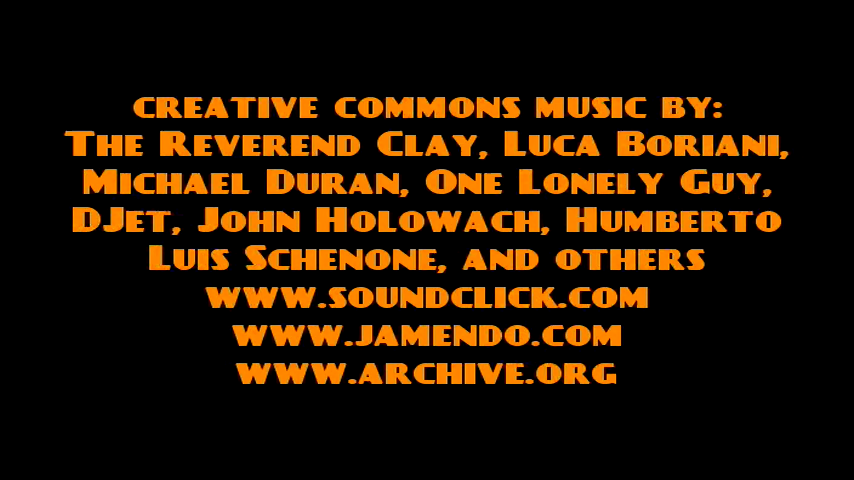 CREATIVE COMMONS MUSIC BY:
THE REVEREND CLAY, LUCA BORIANI,
MICHAEL DURAN, ONE LONELY GUY,
DJET, JOHN HOLOWACH, HUMBERTO
LUIS SCHENONE, AND OTHERS
WWW.SOUNDCLICK.COM
WWW.JAMENDO.COM
WWW.ARCHIVE.ORG